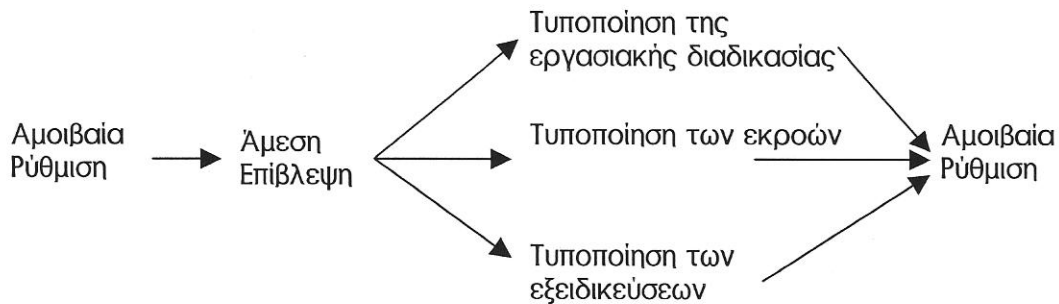 Τυποποίηση της
εργασιακής διαδικασίας
Αμοιβαία
Ρύθμιση
Άμεση
Επίβλεψη
Τυποποίηση των εκροών
Αμοιβαία
Ρύθμιση
Τυποποίηση των
εξειδικεύσεων